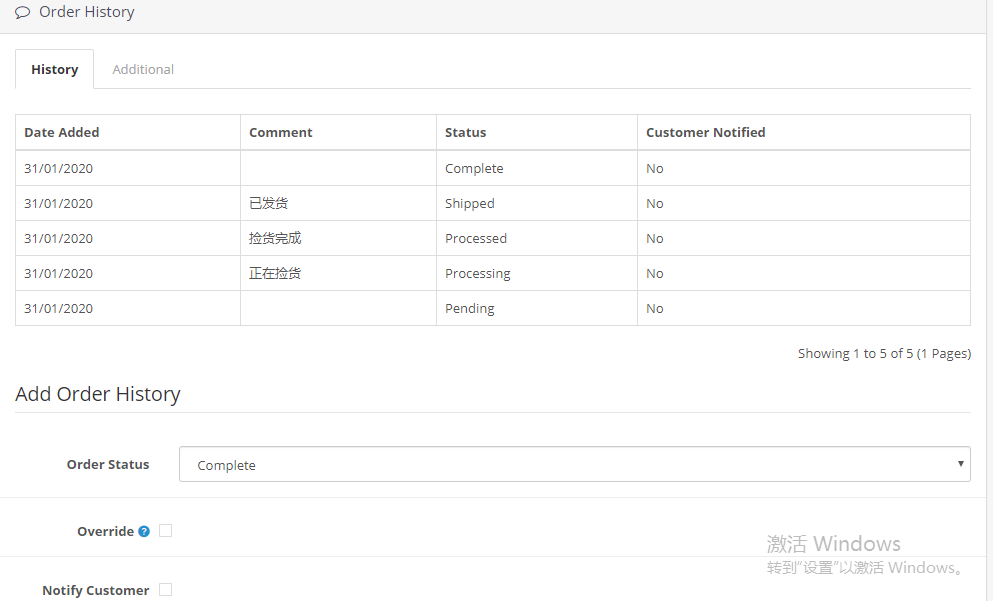 Order History
History Additional
Date Added Comment Status Customer Notified
31/01/2020 Complete No
31/01/2020 已发货 Shipped No
31/01/2020 捡货完成 Processed No
31/01/2020 正在捡货 Processing No
31/01/2020 Pending No
Showing 1 to 5 of 5 (1 Pages)
Add Order History
Order Status Complete
Override ?
激活 Windows
转到“设置”以激活 Windows。
Notify Customer